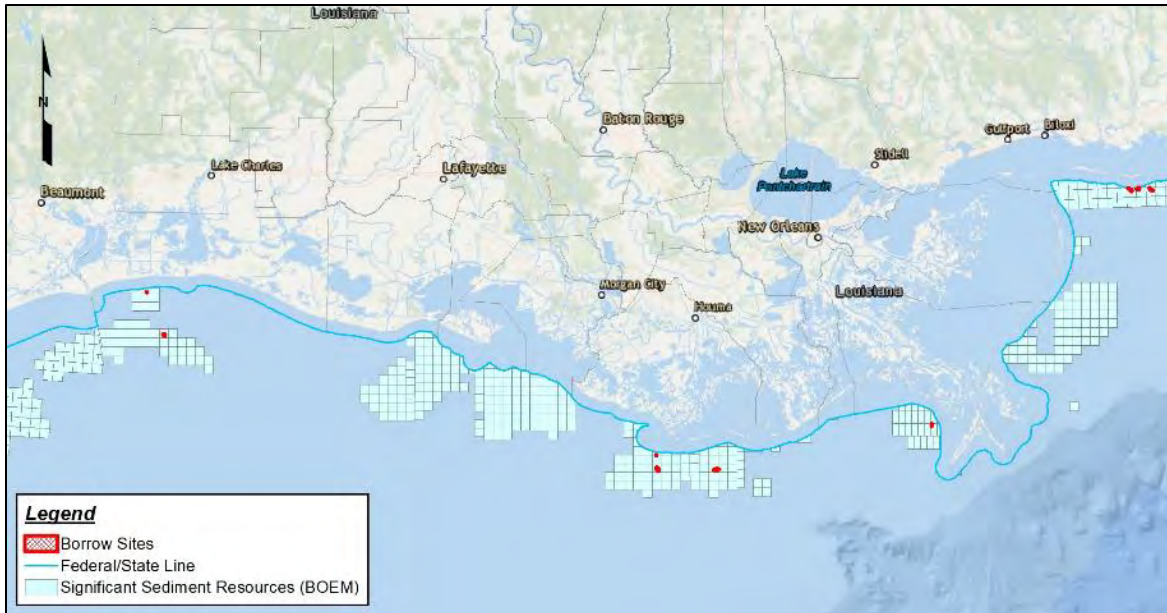 Louisiana
N
Baton Rouge
Gulfport
Biloxi
Slidell
Lake Charles
Lafayette
Lake
Pontchartrain
Beaumont
New Orleans
Morgan City
Louisiana
Houma
Legend
Borrow Sites
Federal/State Line
Significant Sediment Resources (BOEM)